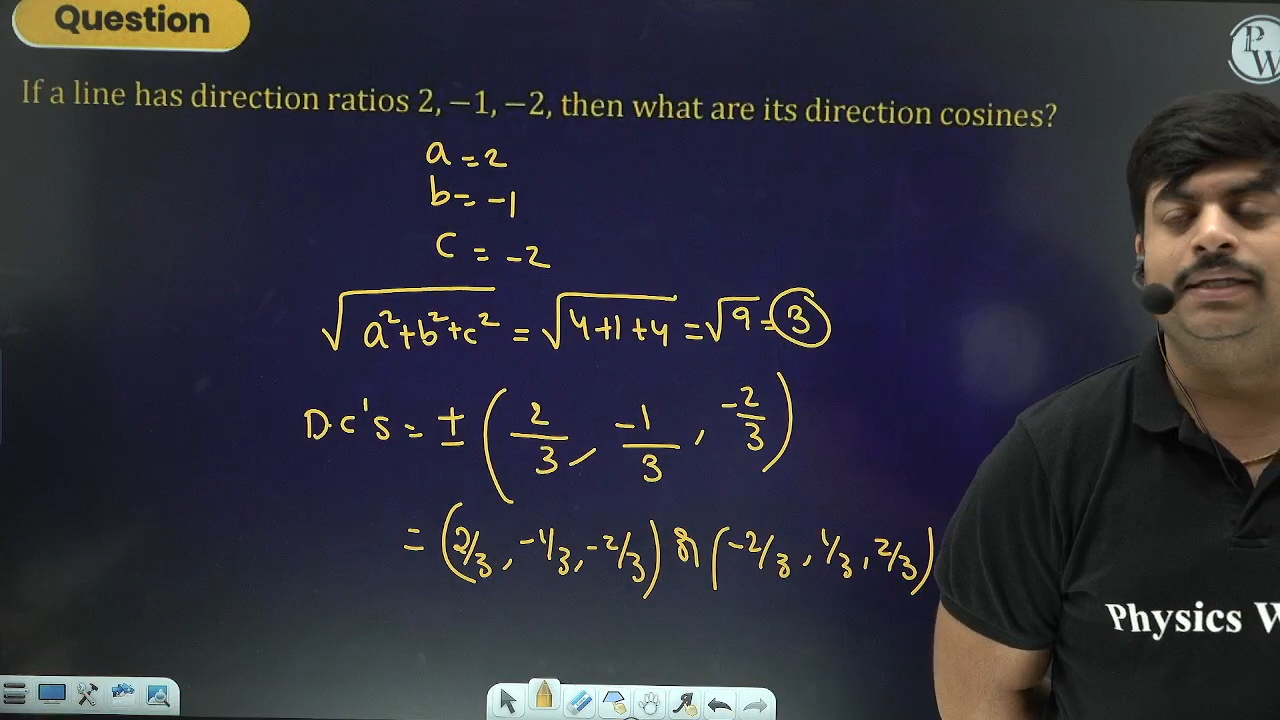 Question
PW
If a line has direction ratios 2, −1, −2, then what are its direction cosines?
a = 2
b = -1
c = -2
√(a²+b²+c²) = √(4+1+4) = √9 = 3
D.C's = ± (2/3, -1/3, -2/3)
= (2/3, -1/3, -2/3) or (-2/3, 1/3, 2/3)
Physics W